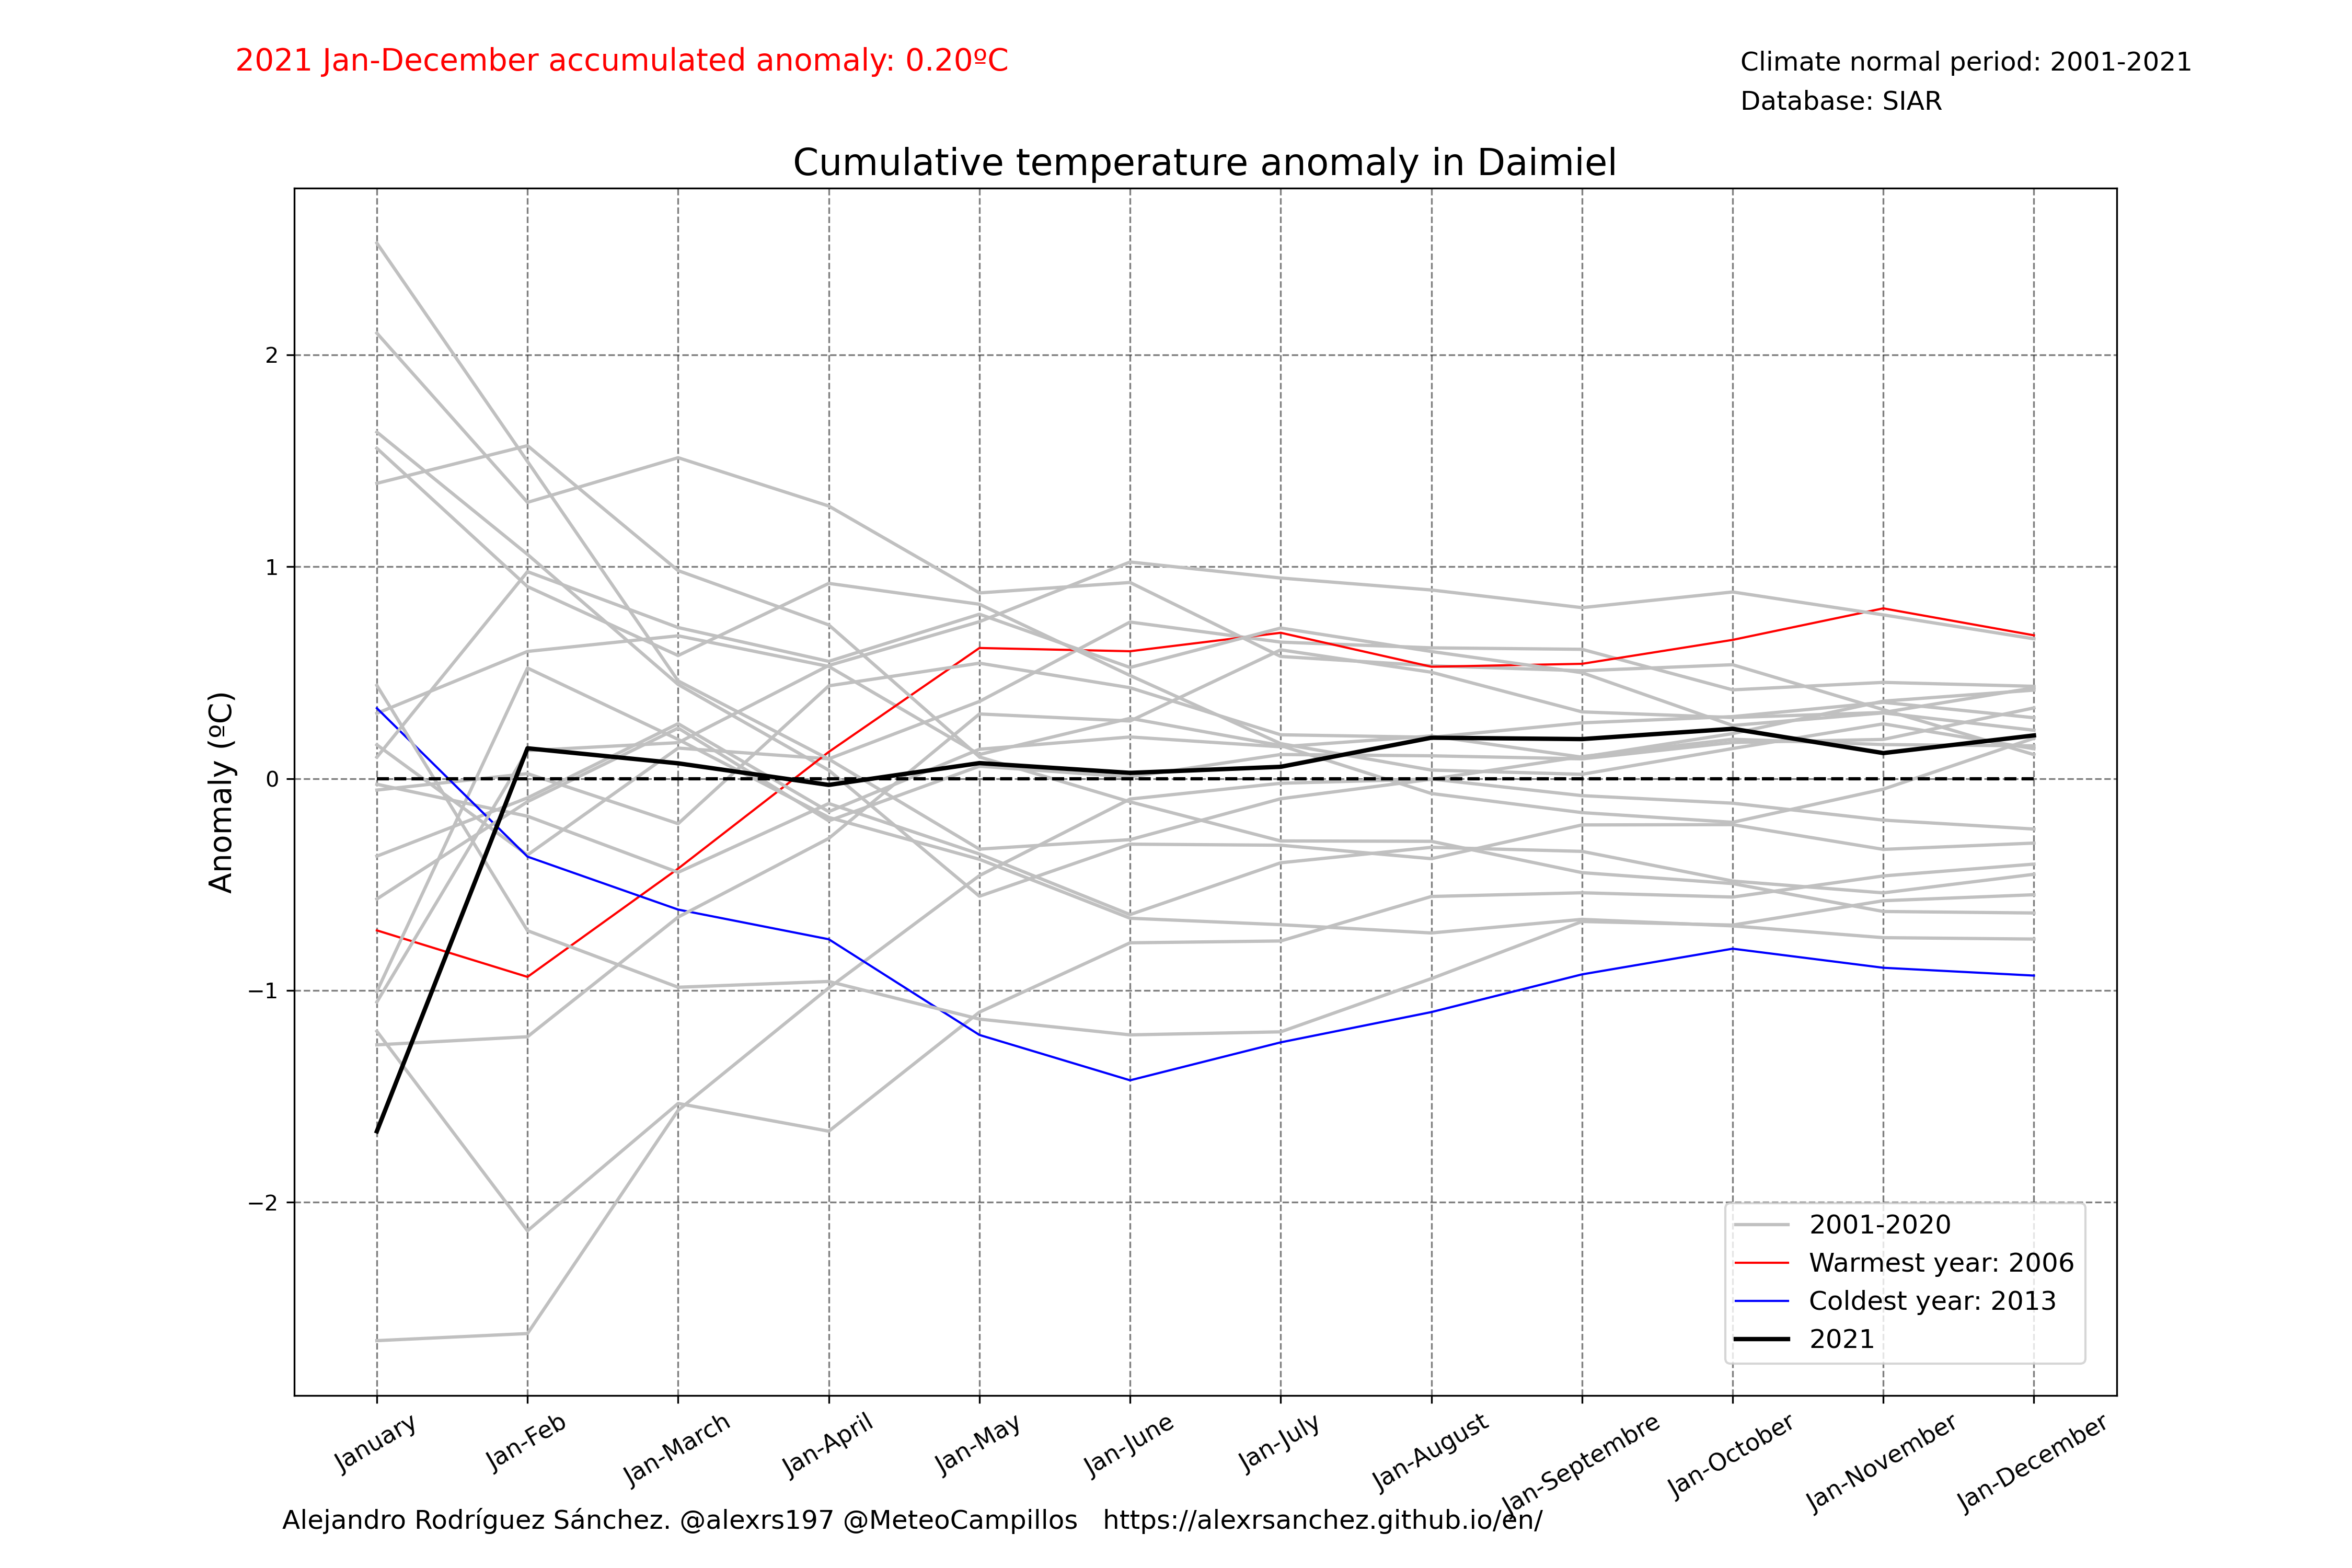 2021 Jan-December accumulated anomaly: 0.20ºC
Climate normal period: 2001-2021
Database: SIAR
Cumulative temperature anomaly in Daimiel
Anomaly (ºC)
2
1
0
−1
−2
2001-2020
Warmest year: 2006
Coldest year: 2013
2021
January
Jan-Feb
Jan-March
Jan-April
Jan-May
Jan-June
Jan-July
Jan-August
Jan-Septembre
Jan-October
Jan-November
Jan-December
Alejandro Rodríguez Sánchez. @alexrs197 @MeteoCampillos https://alexrsanchez.github.io/en/